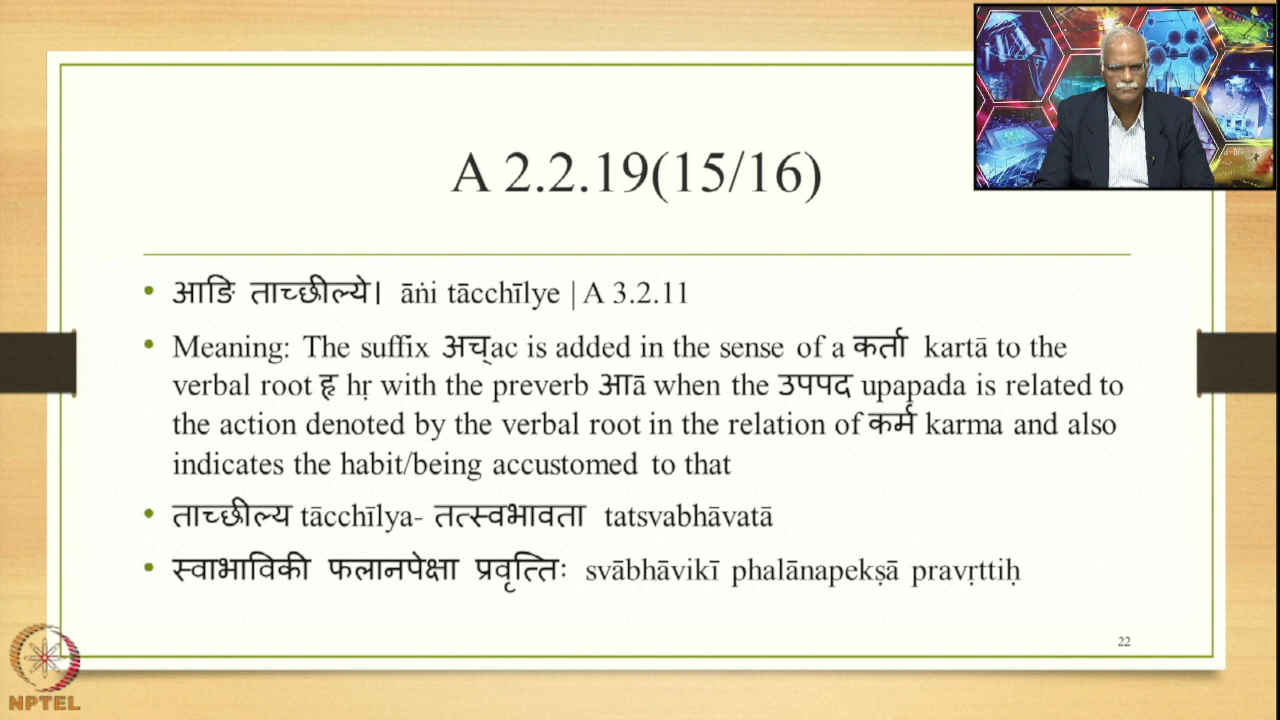 A 2.2.19(15/16)
• आङि ताच्छील्ये। āṅi tācchīlye | A 3.2.11
• Meaning: The suffix अच् ac is added in the sense of a कर्ता kartā to the
verbal root हृ hṛ with the preverb आ ā when the उपपद upapada is related to
the action denoted by the verbal root in the relation of कर्म karma and also
indicates the habit/being accustomed to that
• ताच्छील्य tācchīlya- तत्स्वभावता tatsvabhāvatā
• स्वाभाविकी फलानपेक्षा प्रवृत्तिः svābhāvikī phalānapekṣā pravṛttiḥ
22
NPTEL